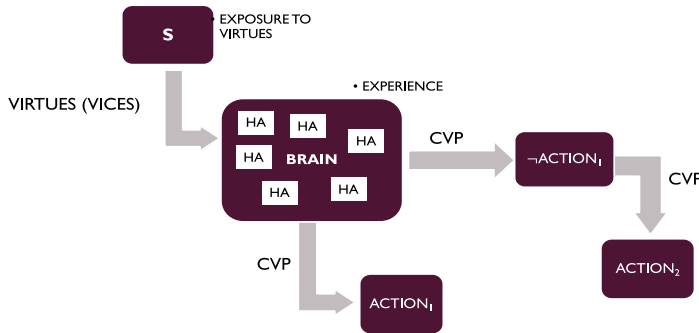 • EXPOSURE TO
VIRTUES
S
VIRTUES (VICES)
• EXPERIENCE
HA
HA
HA
HA
BRAIN
HA
HA
CVP
¬ACTION₁
CVP
CVP
ACTION₂
ACTION₁